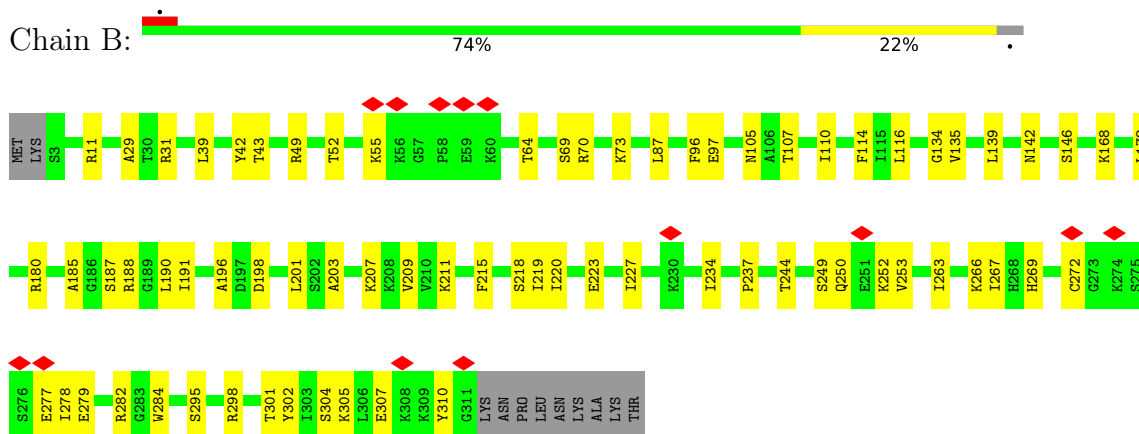 Chain B:
74% 22%
MET LYS S3 R11 A29 T30 R31 L39 Y42 T43 R49 T52 K55 K56 G57 P58 E59 K60 T64 S69 R70 K73 L87 F96 E97 N105 A106 T107 I110 F114 I115 L116 G134 V135 L139 N142 S146 K168
R180 A185 G186 S187 R188 G189 L190 I191 A196 D197 D198 L201 S202 A203 K207 K208 V209 V210 K211 F215 S218 I219 I220 E223 I227 K230 I234 P237 T244 S249 Q250 E251 K252 V253 I263 K266 I267 H268 H269 C272 G273 K274 S275
S276 E277 I278 E279 R282 G283 W284 S295 R298 T301 Y302 I303 S304 K305 L306 E307 K308 K309 Y310 G311 LYS ASN PRO LEU ASN LYS ALA LYS THR